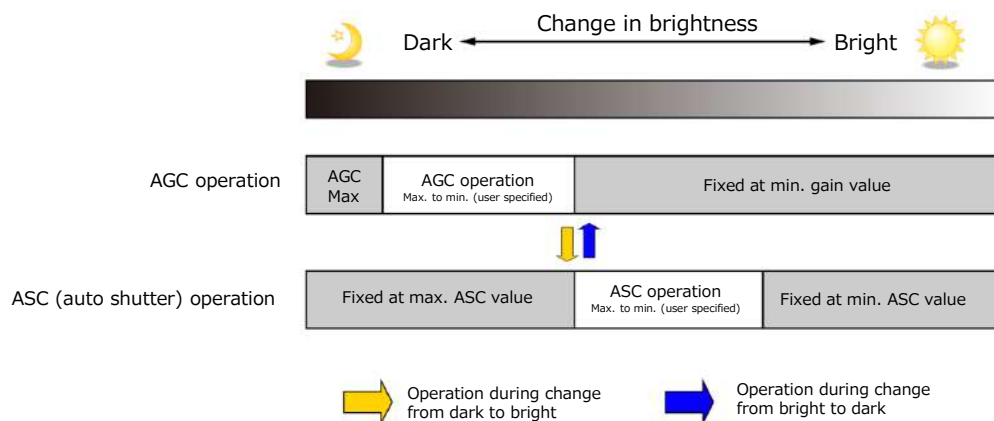 Change in brightness
Dark
Bright
AGC operation
AGC
Max
AGC operation
Max. to min. (user specified)
Fixed at min. gain value
ASC (auto shutter) operation
Fixed at max. ASC value
ASC operation
Max. to min. (user specified)
Fixed at min. ASC value
Operation during change
from dark to bright
Operation during change
from bright to dark